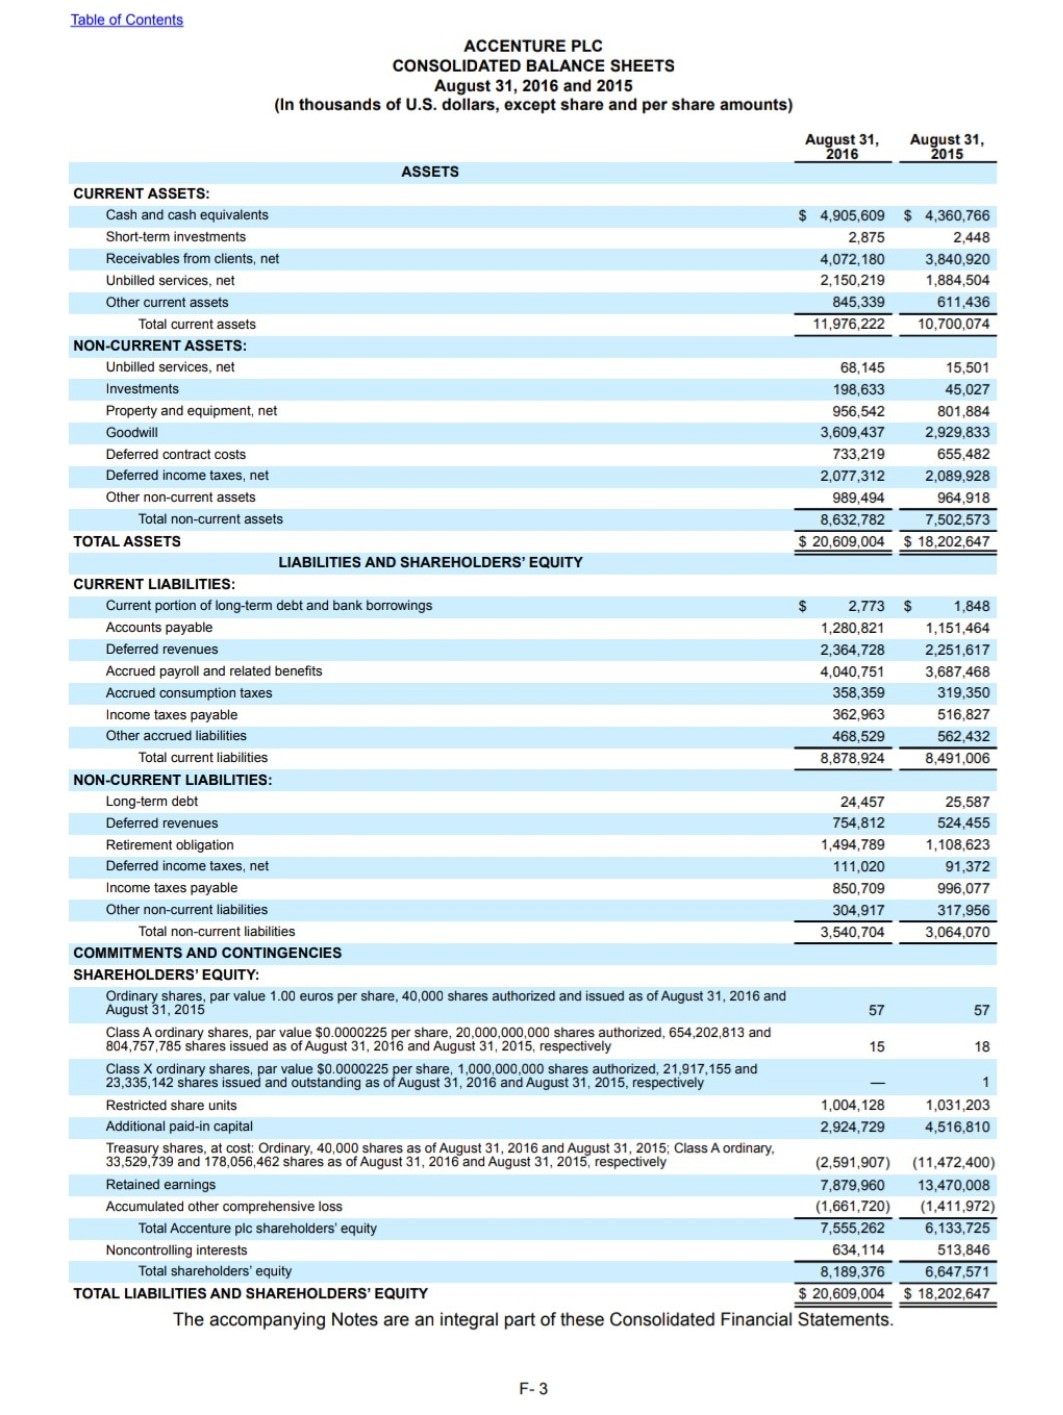 Table of Contents
ACCENTURE PLC
CONSOLIDATED BALANCE SHEETS
August 31, 2016 and 2015
(In thousands of U.S. dollars, except share and per share amounts)
August 31, 2016 August 31, 2015
ASSETS
CURRENT ASSETS:
Cash and cash equivalents $ 4,905,609 $ 4,360,766
Short-term investments 2,875 2,448
Receivables from clients, net 4,072,180 3,840,920
Unbilled services, net 2,150,219 1,884,504
Other current assets 845,339 611,436
Total current assets 11,976,222 10,700,074
NON-CURRENT ASSETS:
Unbilled services, net 68,145 15,501
Investments 198,633 45,027
Property and equipment, net 956,542 801,884
Goodwill 3,609,437 2,929,833
Deferred contract costs 733,219 655,482
Deferred income taxes, net 2,077,312 2,089,928
Other non-current assets 989,494 964,918
Total non-current assets 8,632,782 7,502,573
TOTAL ASSETS $ 20,609,004 $ 18,202,647
LIABILITIES AND SHAREHOLDERS' EQUITY
CURRENT LIABILITIES:
Current portion of long-term debt and bank borrowings $ 2,773 $ 1,848
Accounts payable 1,280,821 1,151,464
Deferred revenues 2,364,728 2,251,617
Accrued payroll and related benefits 4,040,751 3,687,468
Accrued consumption taxes 358,359 319,350
Income taxes payable 362,963 516,827
Other accrued liabilities 468,529 562,432
Total current liabilities 8,878,924 8,491,006
NON-CURRENT LIABILITIES:
Long-term debt 24,457 25,587
Deferred revenues 754,812 524,455
Retirement obligation 1,494,789 1,108,623
Deferred income taxes, net 111,020 91,372
Income taxes payable 850,709 996,077
Other non-current liabilities 304,917 317,956
Total non-current liabilities 3,540,704 3,064,070
COMMITMENTS AND CONTINGENCIES
SHAREHOLDERS' EQUITY:
Ordinary shares, par value 1.00 euros per share, 40,000 shares authorized and issued as of August 31, 2016 and
August 31, 2015 57 57
Class A ordinary shares, par value $0.0000225 per share, 20,000,000,000 shares authorized, 654,202,813 and
804,757,785 shares issued as of August 31, 2016 and August 31, 2015, respectively 15 18
Class X ordinary shares, par value $0.0000225 per share, 1,000,000,000 shares authorized, 21,917,155 and
23,335,142 shares issued and outstanding as of August 31, 2016 and August 31, 2015, respectively — 1
Restricted share units 1,004,128 1,031,203
Additional paid-in capital 2,924,729 4,516,810
Treasury shares, at cost: Ordinary, 40,000 shares as of August 31, 2016 and August 31, 2015; Class A ordinary,
33,529,739 and 178,056,462 shares as of August 31, 2016 and August 31, 2015, respectively (2,591,907) (11,472,400)
Retained earnings 7,879,960 13,470,008
Accumulated other comprehensive loss (1,661,720) (1,411,972)
Total Accenture plc shareholders' equity 7,555,262 6,133,725
Noncontrolling interests 634,114 513,846
Total shareholders' equity 8,189,376 6,647,571
TOTAL LIABILITIES AND SHAREHOLDERS' EQUITY $ 20,609,004 $ 18,202,647
The accompanying Notes are an integral part of these Consolidated Financial Statements.
F- 3